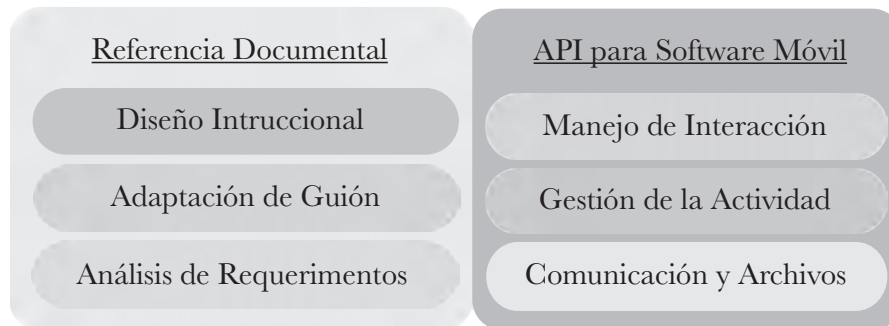 Referencia Documental
Diseño Intruccional
Adaptación de Guión
Análisis de Requerimentos
API para Software Móvil
Manejo de Interacción
Gestión de la Actividad
Comunicación y Archivos